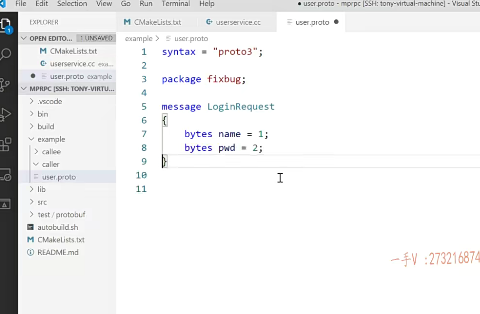 File Edit Selection View Go Run Terminal Help
user.proto - mprpc [SSH: tony-virtual-machine] - Visual Stu
EXPLORER
OPEN EDITO... 1 UNSAVED
CMakeLists.txt
userservice.cc exa...
user.proto example
MPRPC [SSH: TONY-VIRTUAL-...
.vscode
bin
build
example
callee
caller
user.proto
lib
src
test / protobuf
autobuild.sh
CMakeLists.txt
README.md
CMakeLists.txt userservice.cc user.proto
example > user.proto
1 syntax = "proto3";
2
3 package fixbug;
4
5 message LoginRequest
6 {
7 bytes name = 1;
8 bytes pwd = 2;
9 }
10
11
一手V :273216874